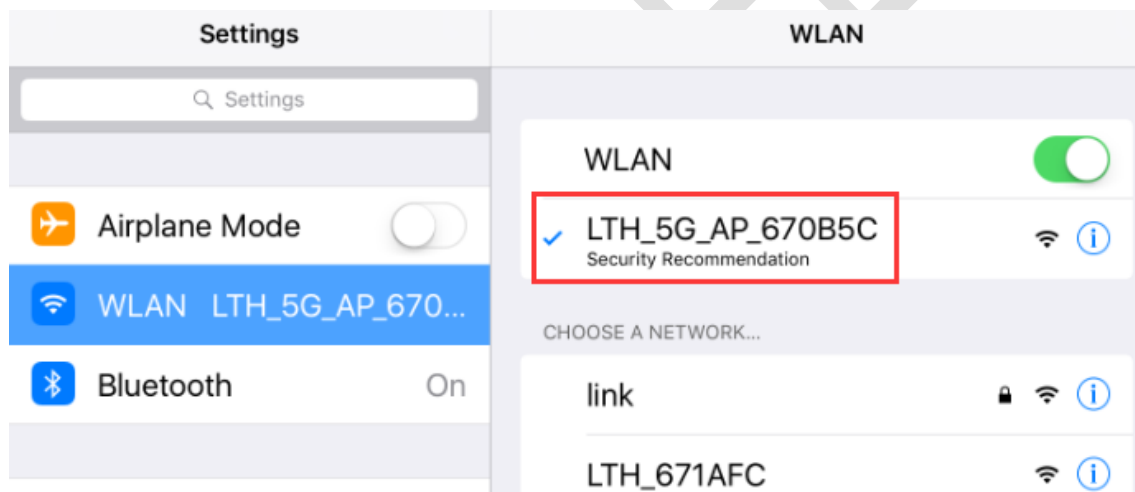 Settings
WLAN
Settings
WLAN
Airplane Mode
LTH_5G_AP_670B5C
Security Recommendation
WLAN LTH_5G_AP_670...
CHOOSE A NETWORK...
Bluetooth On
link
LTH_671AFC